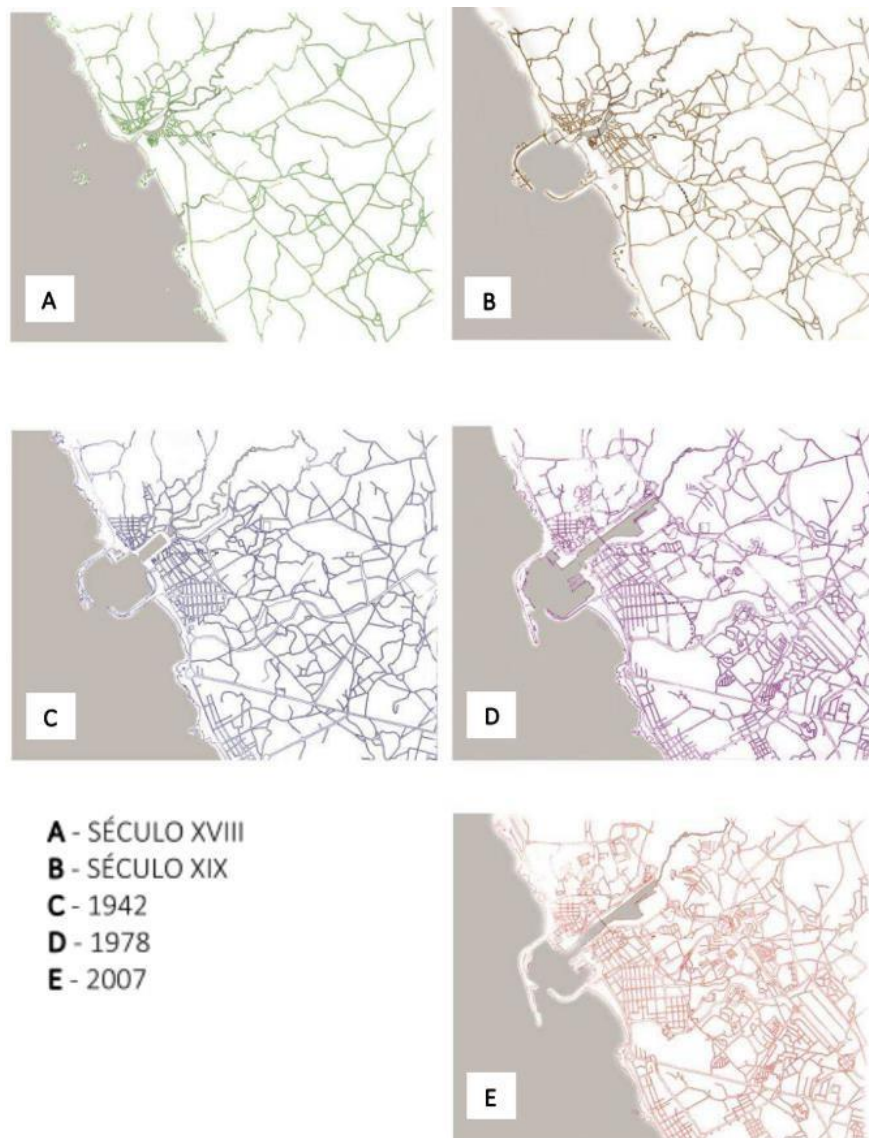 A
B
C
D
A - SÉCULO XVIII
B - SÉCULO XIX
C - 1942
D - 1978
E - 2007
E